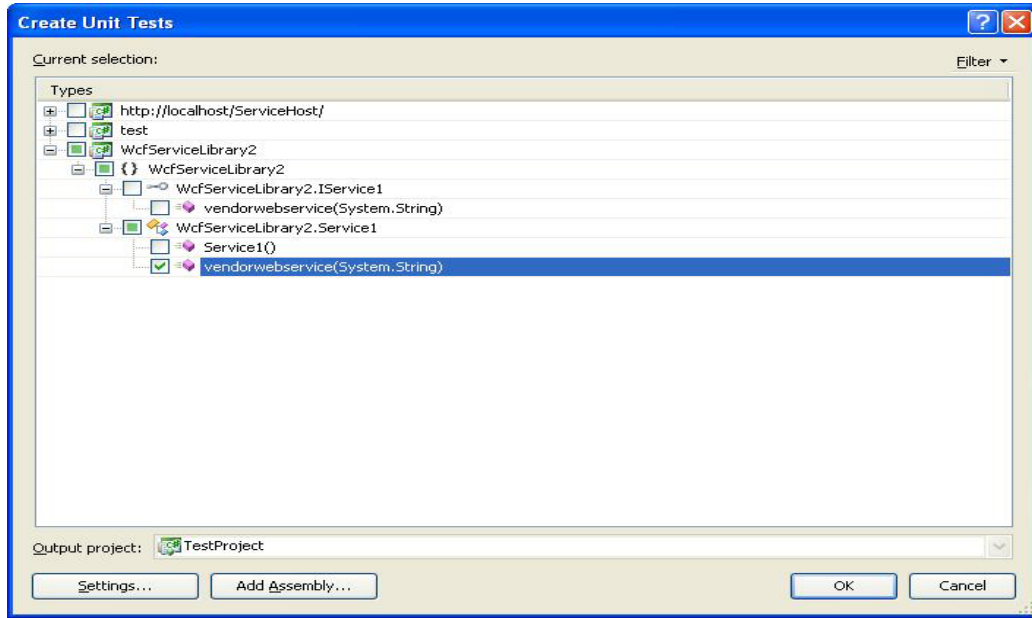 Create Unit Tests
Current selection:
Filter
Types
http://localhost/ServiceHost/
test
WcfServiceLibrary2
{} WcfServiceLibrary2
WcfServiceLibrary2.IService1
vendorwebservice(System.String)
WcfServiceLibrary2.Service1
Service1()
vendorwebservice(System.String)
Output project: TestProject
Settings... Add Assembly... OK Cancel